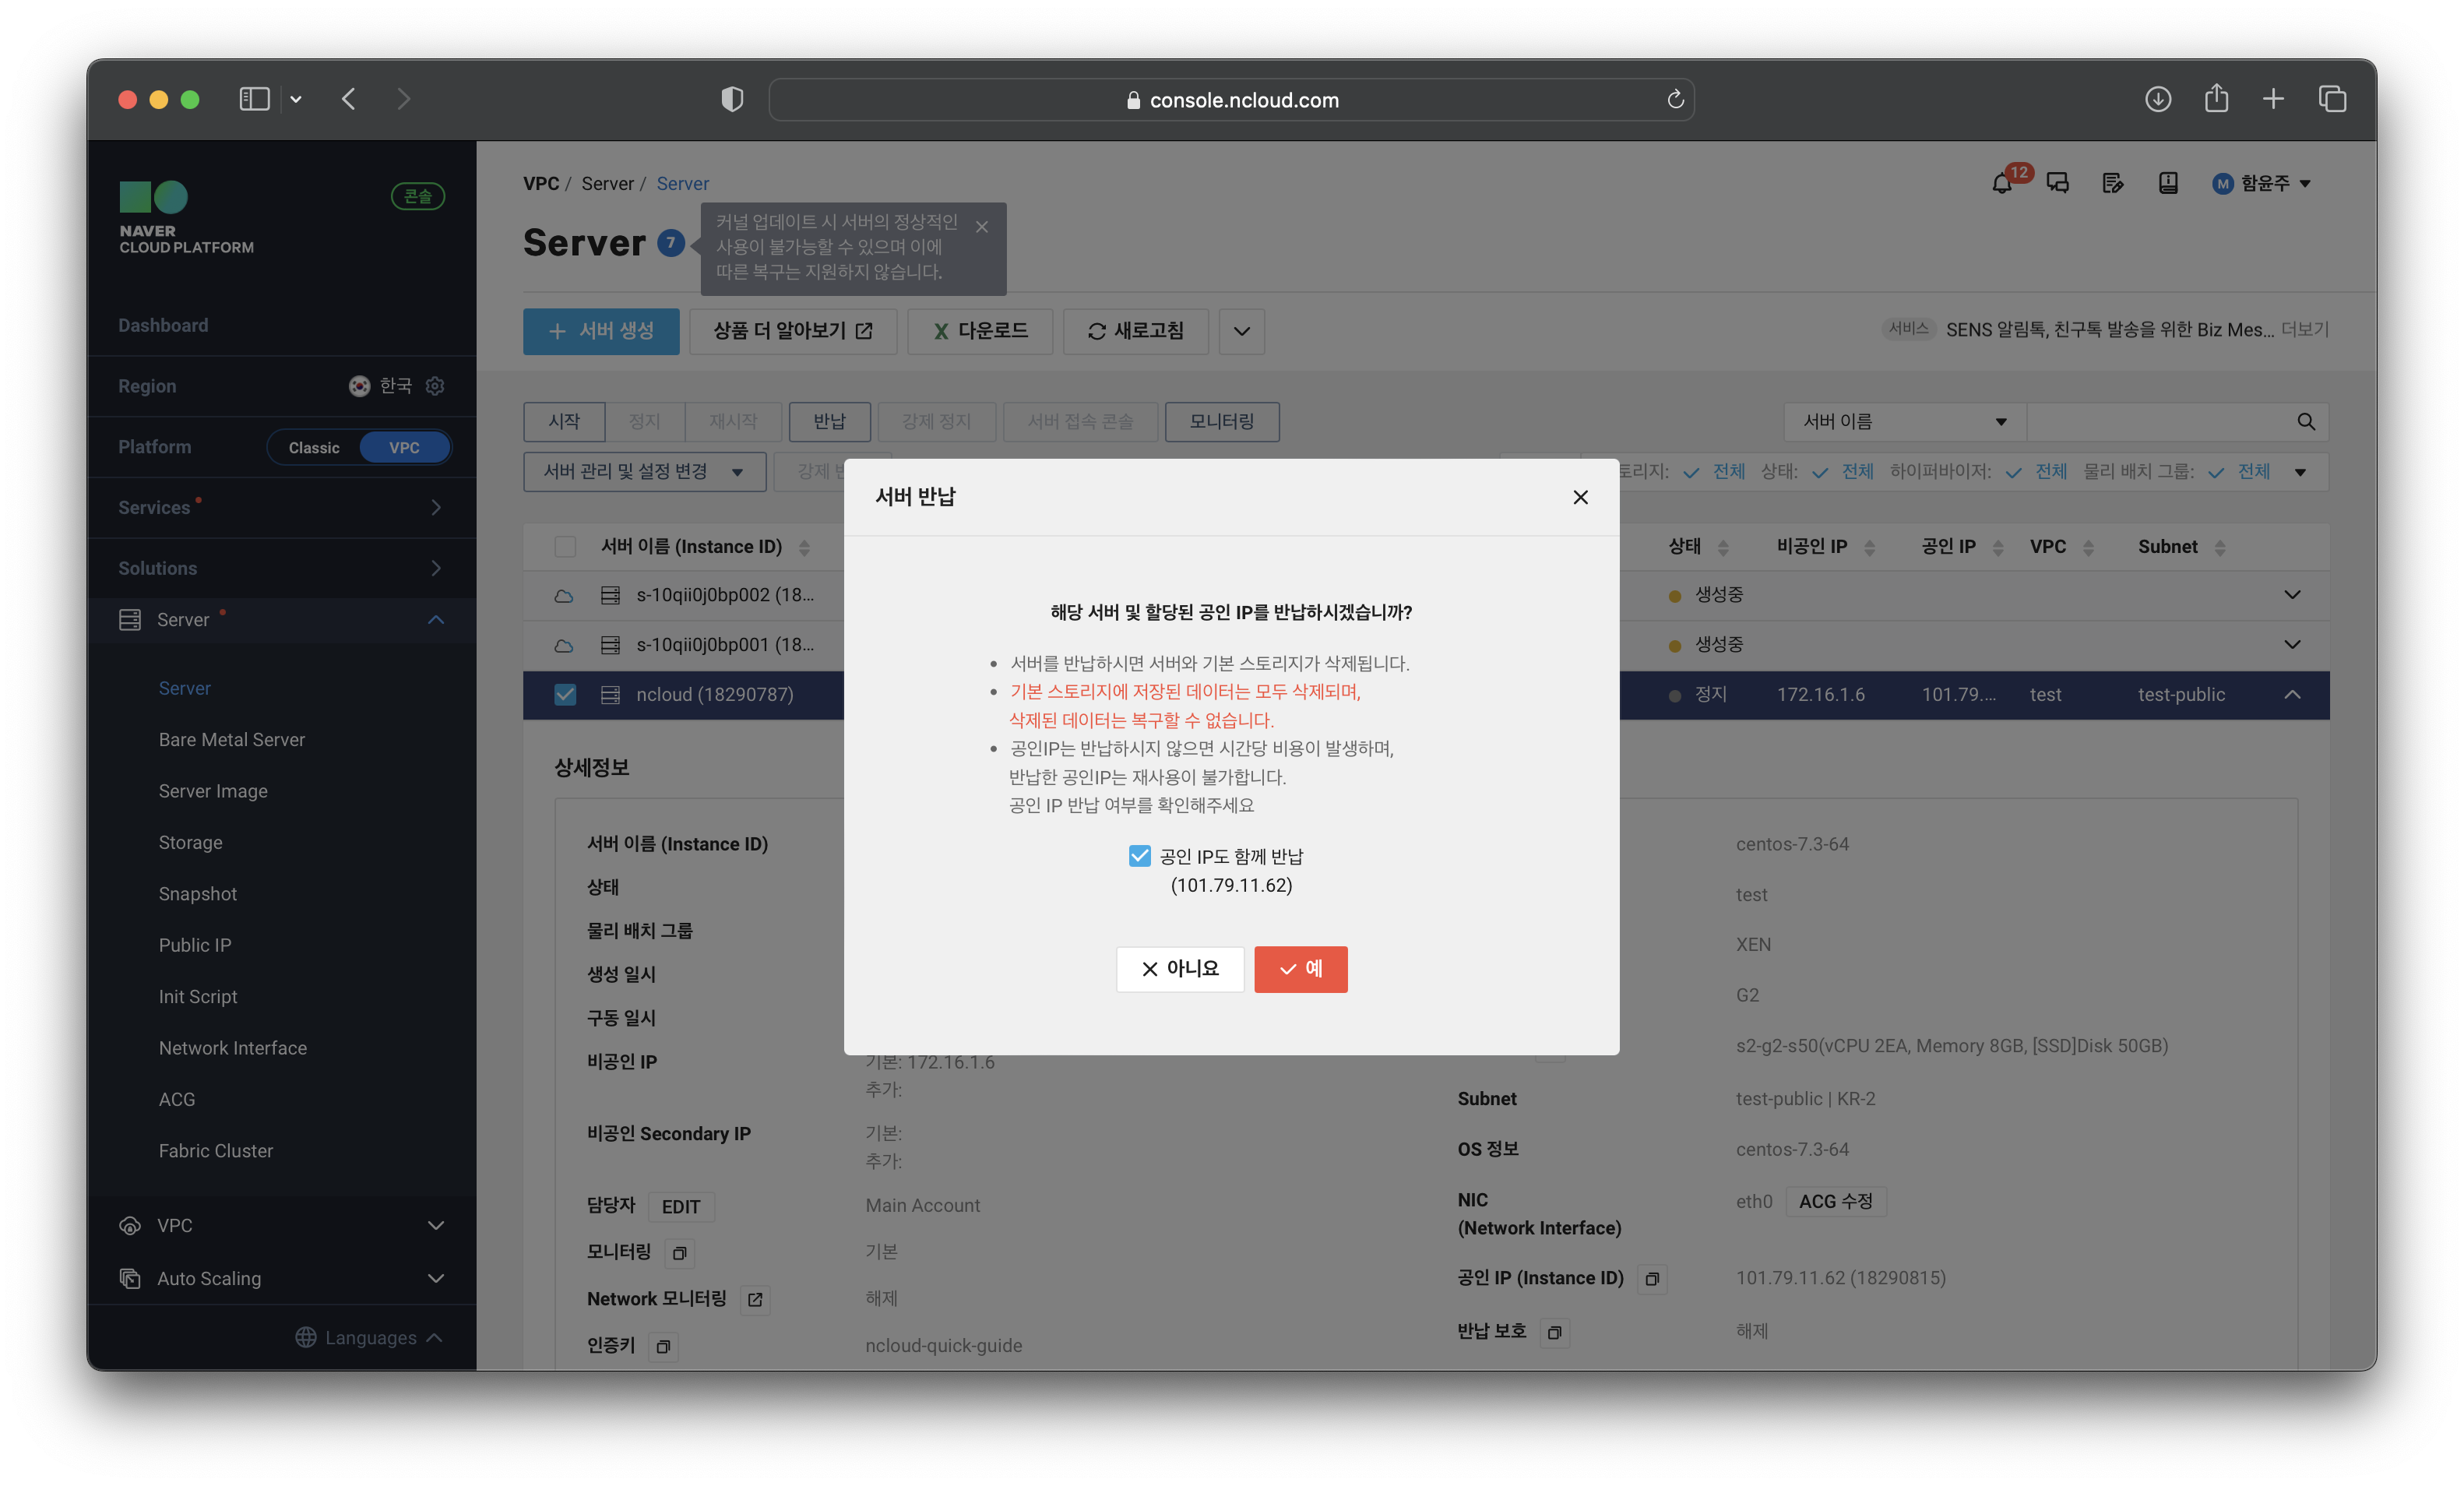 console.ncloud.com
NAVER
CLOUD PLATFORM
콘솔
Dashboard
Region
한국
Platform
Classic
VPC
Services
Solutions
Server
Server
Bare Metal Server
Server Image
Storage
Snapshot
Public IP
Init Script
Network Interface
ACG
Fabric Cluster
VPC
Auto Scaling
Languages
VPC / Server / Server
12
M 함윤주
Server 7
커널 업데이트 시 서버의 정상적인
사용이 불가능할 수 있으며 이에
따른 복구는 지원하지 않습니다.
서버 생성
상품 더 알아보기
다운로드
새로고침
서비스 SENS 알림톡, 친구톡 발송을 위한 Biz Mes... 더보기
시작
정지
재시작
반납
강제 정지
서버 접속 콘솔
모니터링
서버 이름
서버 관리 및 설정 변경
강제
토리지: 전체 상태: 전체 하이퍼바이저: 전체 물리 배치 그룹: 전체
서버 이름 (Instance ID)
상태
비공인 IP
공인 IP
VPC
Subnet
s-10qii0j0bp002 (18...
생성중
s-10qii0j0bp001 (18...
생성중
ncloud (18290787)
정지
172.16.1.6
101.79....
test
test-public
서버 반납
해당 서버 및 할당된 공인 IP를 반납하시겠습니까?
서버를 반납하시면 서버와 기본 스토리지가 삭제됩니다.
기본 스토리지에 저장된 데이터는 모두 삭제되며,
삭제된 데이터는 복구할 수 없습니다.
공인IP는 반납하시지 않으면 시간당 비용이 발생하며,
반납한 공인IP는 재사용이 불가합니다.
공인 IP 반납 여부를 확인해주세요
공인 IP도 함께 반납
(101.79.11.62)
아니요
예
상세정보
서버 이름 (Instance ID)
상태
물리 배치 그룹
생성 일시
구동 일시
비공인 IP
기본: 172.16.1.6
추가:
비공인 Secondary IP
기본:
추가:
담당자
EDIT
Main Account
모니터링
기본
Network 모니터링
해제
인증키
ncloud-quick-guide
centos-7.3-64
test
XEN
G2
s2-g2-s50(vCPU 2EA, Memory 8GB, [SSD]Disk 50GB)
Subnet
test-public | KR-2
OS 정보
centos-7.3-64
NIC
(Network Interface)
eth0
ACG 수정
공인 IP (Instance ID)
101.79.11.62 (18290815)
반납 보호
해제